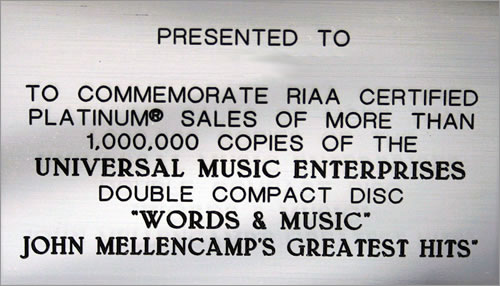 PRESENTED TO
TO COMMEMORATE RIAA CERTIFIED
PLATINUM® SALES OF MORE THAN
1,000,000 COPIES OF THE
UNIVERSAL MUSIC ENTERPRISES
DOUBLE COMPACT DISC
"WORDS & MUSIC"
JOHN MELLENCAMP'S GREATEST HITS"